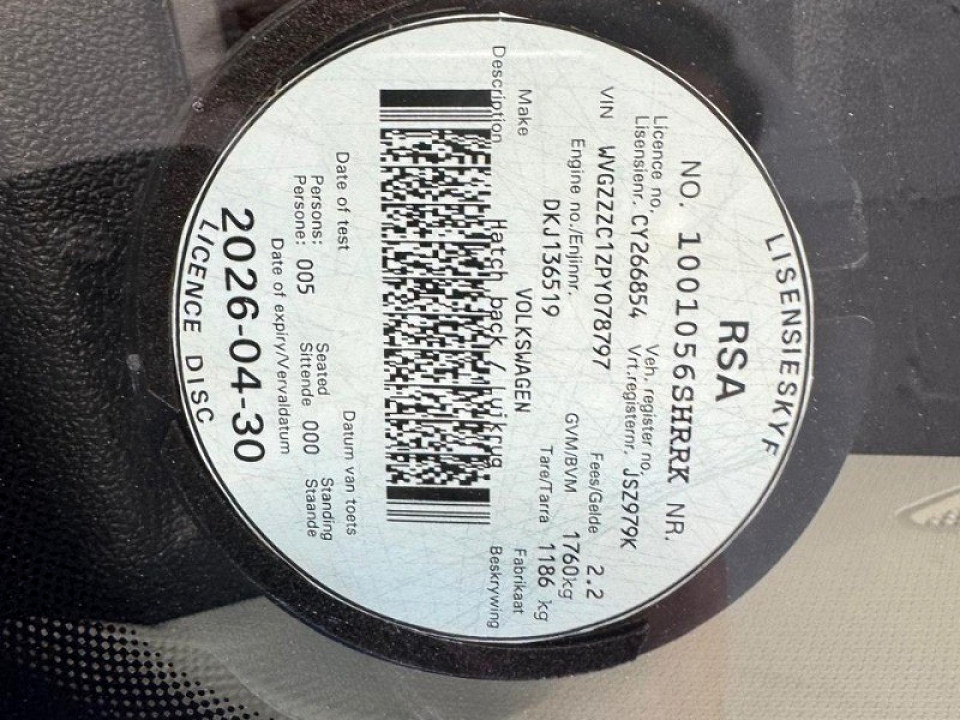 LISENSIESKYF
RSA
NO. 1001056SHRRK NR.
Licence no. Veh. register no.
Lisensienr. CY266854 Vrt.registernr. JSZ979K
VIN WVGZZZC1ZPY078797 Fees/Gelde 2.2
Engine no./Enjinnr. GVM/BVM 1760kg
DKJ136519 Tare/Tarra 1186 kg
Make VOLKSWAGEN Fabrikaat
Description Hatch back / Luikrug Beskrywing
Date of test Datum van toets
Persons: Seated Standing
Persone: 005 Sittende 000 Staande
Date of expiry/Vervaldatum
2026-04-30
LICENCE DISC